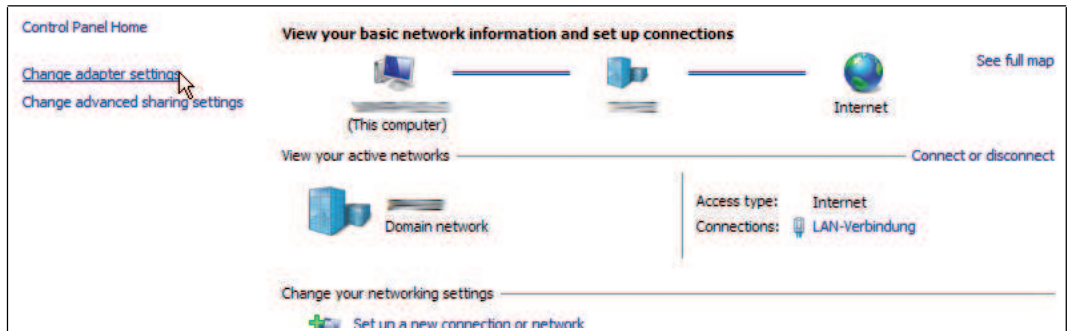 Control Panel Home
Change adapter settings
Change advanced sharing settings
View your basic network information and set up connections
See full map
(This computer)
Internet
View your active networks
Connect or disconnect
Domain network
Access type: Internet
Connections: LAN-Verbindung
Change your networking settings
Set up a new connection or network